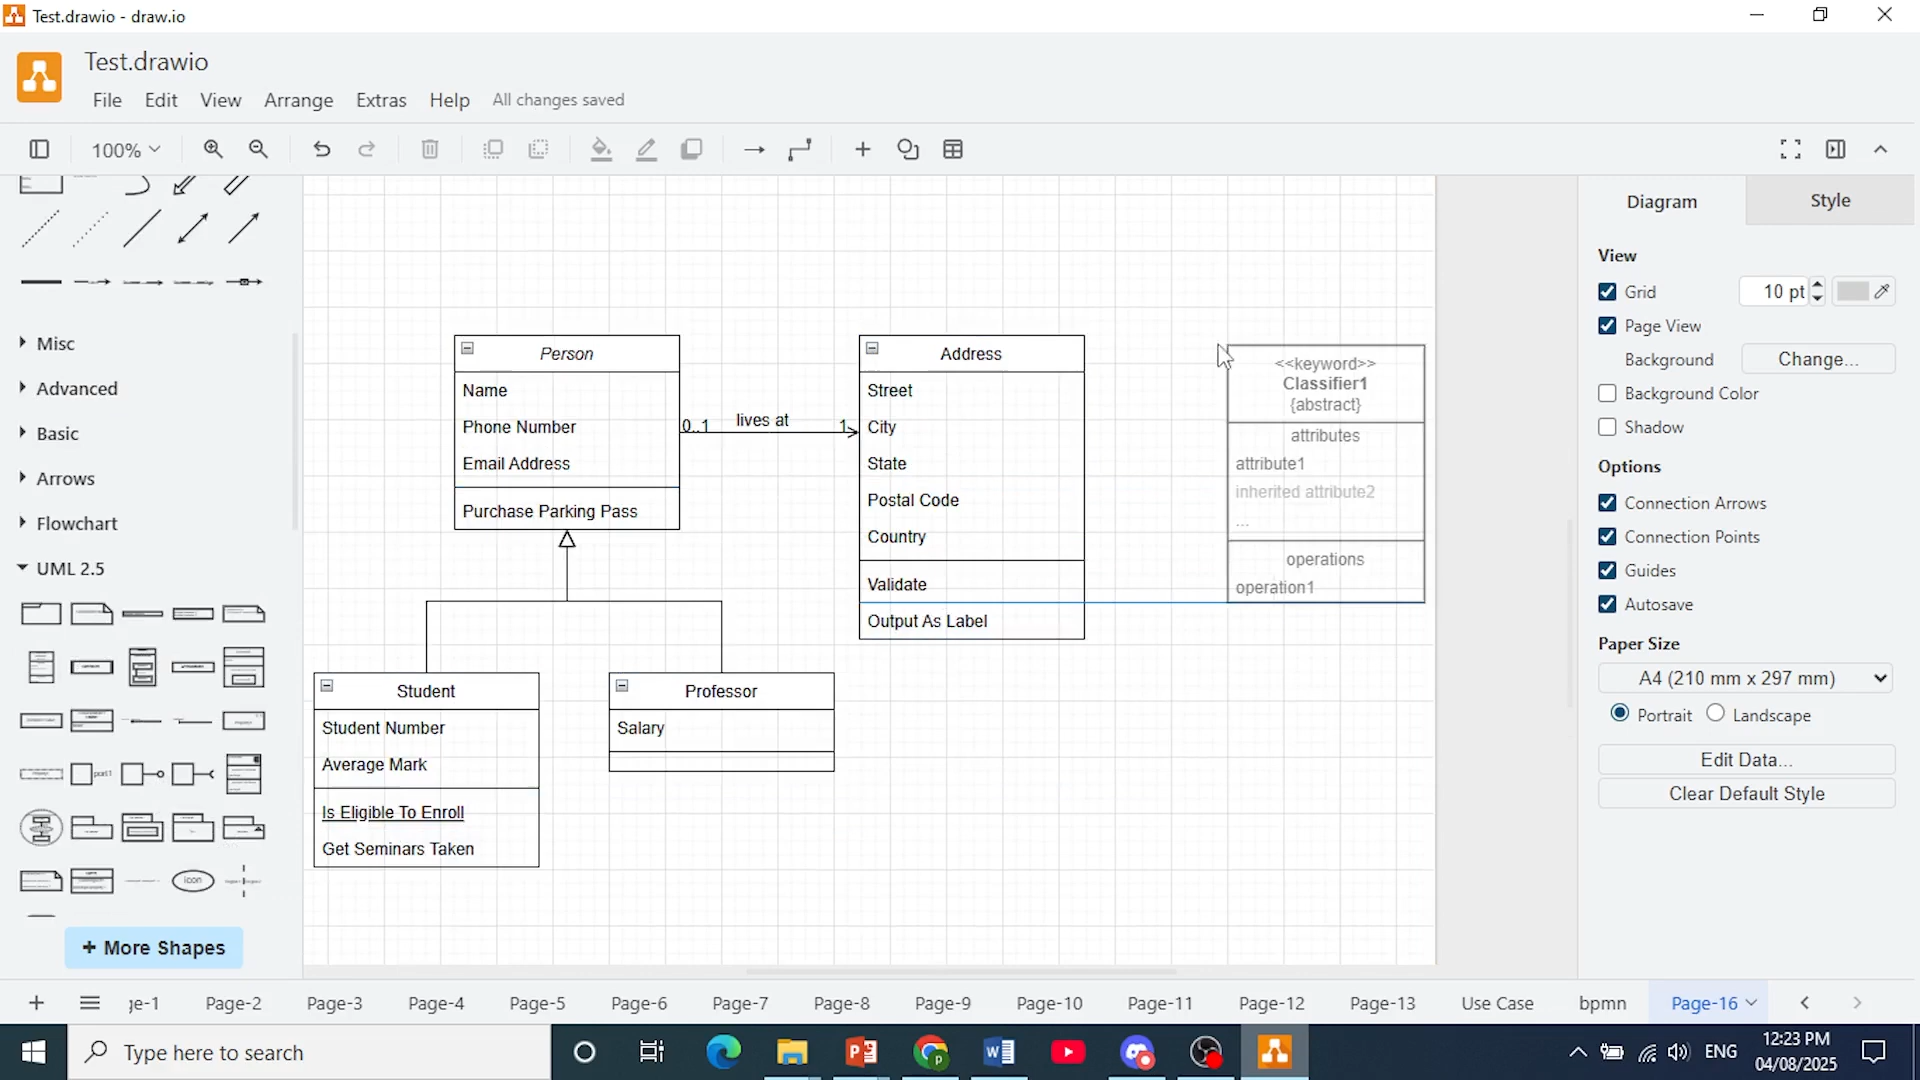 Test.drawio - draw.io
Test.drawio
File Edit View Arrange Extras Help All changes saved
100%
Misc
Advanced
Basic
Arrows
Flowchart
UML 2.5
+ More Shapes
Person
Name
Phone Number
Email Address
Purchase Parking Pass
0..1 lives at 1
Address
Street
City
State
Postal Code
Country
Validate
Output As Label
<<keyword>>
Classifier1
{abstract}
attributes
attribute1
inherited attribute2
...
operations
operation1
Student
Student Number
Average Mark
Is Eligible To Enroll
Get Seminars Taken
Professor
Salary
Diagram Style
View
Grid 10 pt
Page View
Background Change...
Background Color
Shadow
Options
Connection Arrows
Connection Points
Guides
Autosave
Paper Size
A4 (210 mm x 297 mm)
Portrait Landscape
Edit Data...
Clear Default Style
ge-1 Page-2 Page-3 Page-4 Page-5 Page-6 Page-7 Page-8 Page-9 Page-10 Page-11 Page-12 Page-13 Use Case bpmn Page-16
Type here to search
ENG
12:23 PM
04/08/2025